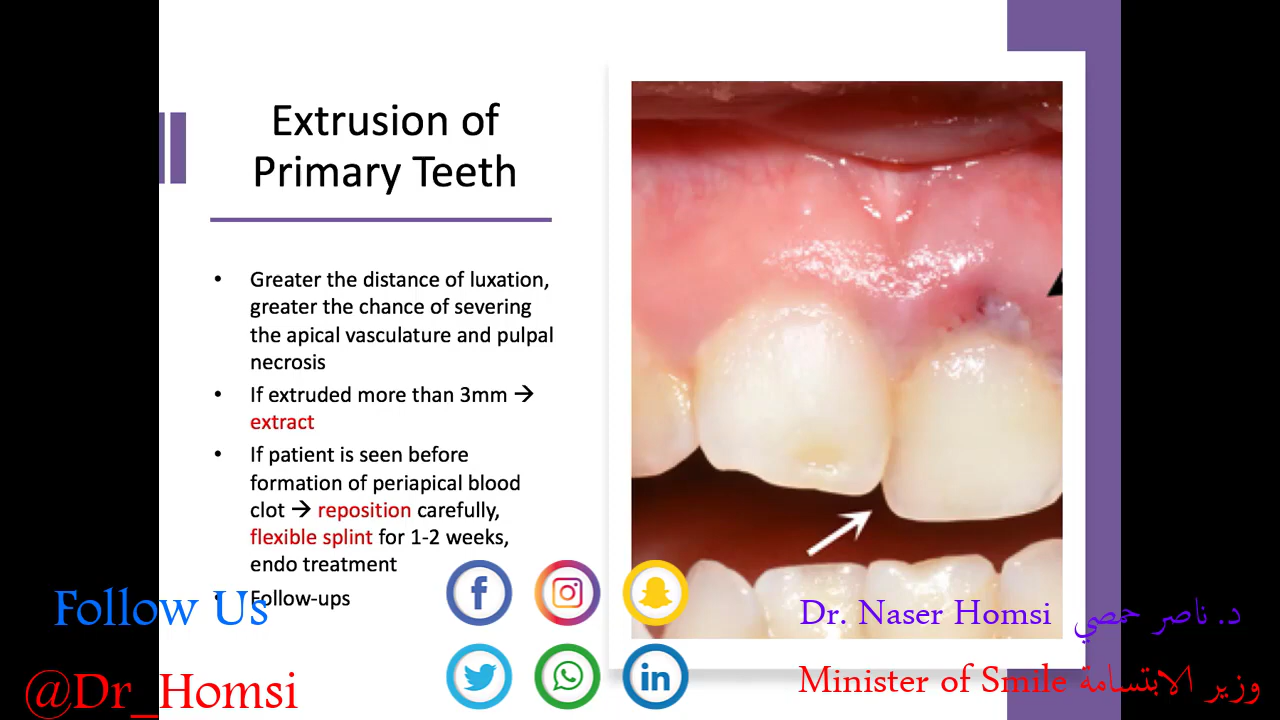 Extrusion of
Primary Teeth
• Greater the distance of luxation,
greater the chance of severing
the apical vasculature and pulpal
necrosis
• If extruded more than 3mm →
extract
• If patient is seen before
formation of periapical blood
clot → reposition carefully,
flexible splint for 1-2 weeks,
endo treatment
• Follow-ups
Follow Us
@Dr_Homsi
Dr. Naser Homsi د. ناصر حمصي
Minister of Smile وزير الابتسامة